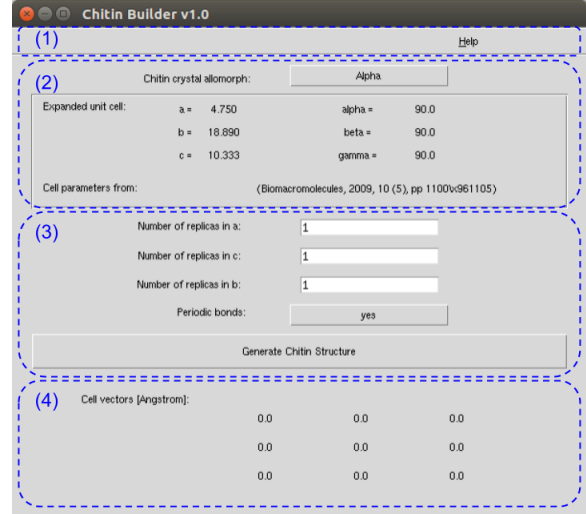 Chitin Builder v1.0
(1)
Help
(2)
Chitin crystal allomorph: Alpha
Expanded unit cell: a = 4.750 alpha = 90.0
b = 18.890 beta = 90.0
c = 10.333 gamma = 90.0
Cell parameters from: (Biomacromolecules, 2009, 10 (5), pp 1100\x961105)
(3)
Number of replicas in a: 1
Number of replicas in c: 1
Number of replicas in b: 1
Periodic bonds: yes
Generate Chitin Structure
(4)
Cell vectors [Angstrom]:
0.0 0.0 0.0
0.0 0.0 0.0
0.0 0.0 0.0